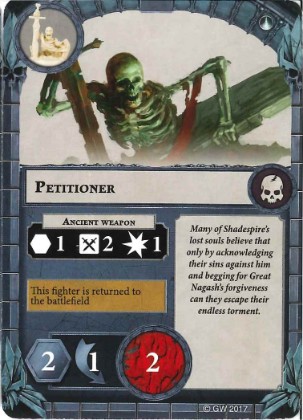 PETITIONER
ANCIENT WEAPON
1 2 1
This fighter is returned to
the battlefield
Many of Shadespire's
lost souls believe that
only by acknowledging
their sins against him
and begging for Great
Nagash's forgiveness
can they escape their
endless torment.
2 1 2
© GW 2017